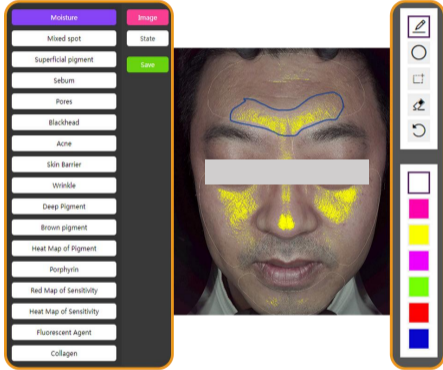 Moisture
Image
Mixed spot
State
Superficial pigment
Save
Sebum
Pores
Blackhead
Acne
Skin Barrier
Wrinkle
Deep Pigment
Brown pigment
Heat Map of Pigment
Porphyrin
Red Map of Sensitivity
Heat Map of Sensitivity
Fluorescent Agent
Collagen